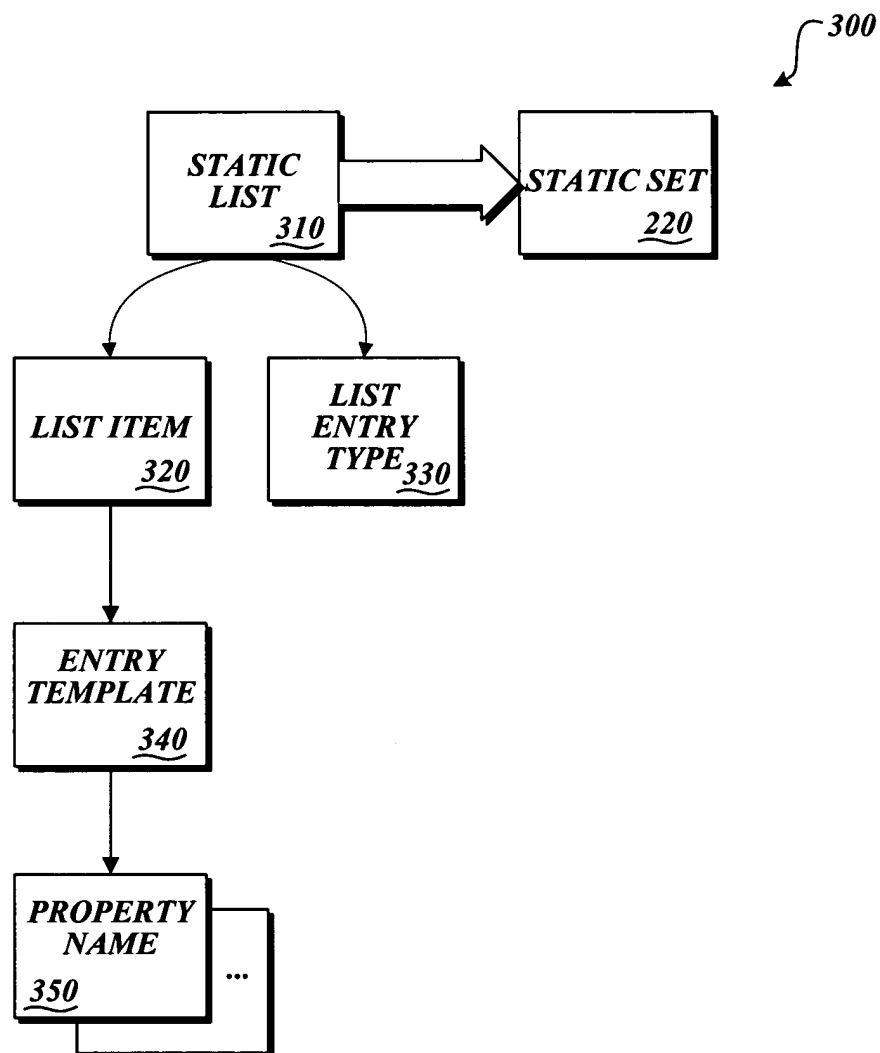 300
STATIC
LIST
310
STATIC SET
220
LIST ITEM
320
LIST
ENTRY
TYPE
330
ENTRY
TEMPLATE
340
PROPERTY
NAME
350
...